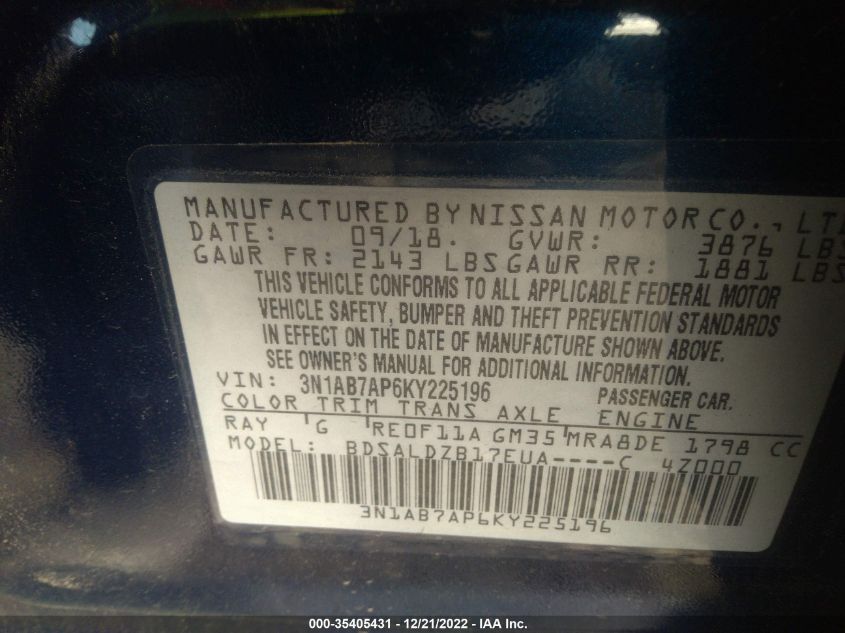 MANUFACTURED BY NISSAN MOTOR CO., LT
DATE: 09/18. GVWR: 3876 LBS
GAWR FR: 2143 LBS GAWR RR: 1881 LBS
THIS VEHICLE CONFORMS TO ALL APPLICABLE FEDERAL MOTOR
VEHICLE SAFETY, BUMPER AND THEFT PREVENTION STANDARDS
IN EFFECT ON THE DATE OF MANUFACTURE SHOWN ABOVE.
SEE OWNER'S MANUAL FOR ADDITIONAL INFORMATION.
VIN: 3N1AB7AP6KY225196 PASSENGER CAR.
COLOR TRIM TRANS AXLE ENGINE
RAY G RE0F11A GM35 MRA8DE 1798 CC
MODEL: BDSALDZB17EUA----C 4Z000
3N1AB7AP6KY225196
000-35405431 - 12/21/2022 - IAA Inc.